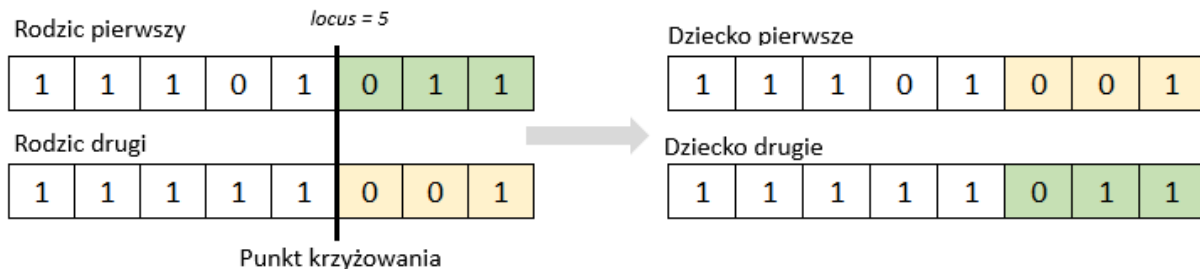 locus = 5
Rodzic pierwszy
1 1 1 0 1 0 1 1
Rodzic drugi
1 1 1 1 1 0 0 1
Punkt krzyżowania
Dziecko pierwsze
1 1 1 0 1 0 0 1
Dziecko drugie
1 1 1 1 1 0 1 1